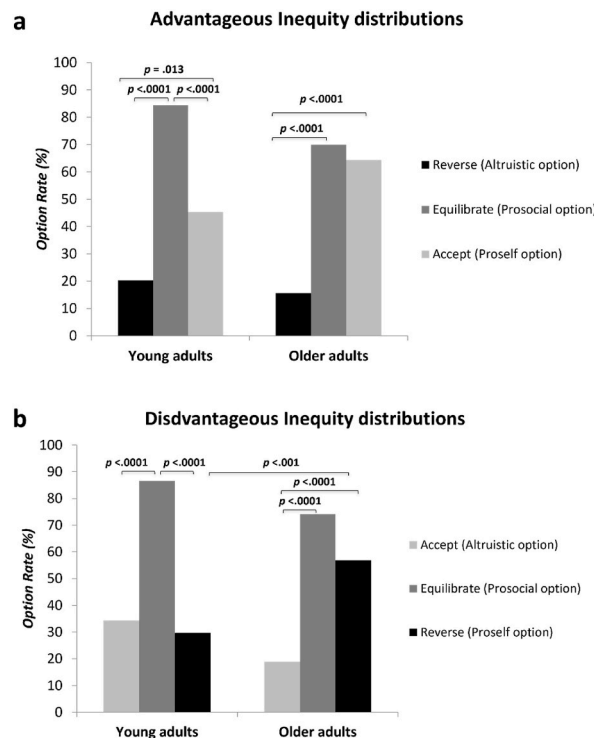 a
Advantageous Inequity distributions
Option Rate (%)
100
90
80
70
60
50
40
30
20
10
0
p = .013
p <.0001
p <.0001
p <.0001
p <.0001
Young adults
Older adults
Reverse (Altruistic option)
Equilibrate (Prosocial option)
Accept (Proself option)
b
Disdvantageous Inequity distributions
Option Rate (%)
100
90
80
70
60
50
40
30
20
10
0
p <.0001
p <.0001
p <.001
p <.0001
p <.0001
Young adults
Older adults
Accept (Altruistic option)
Equilibrate (Prosocial option)
Reverse (Proself option)